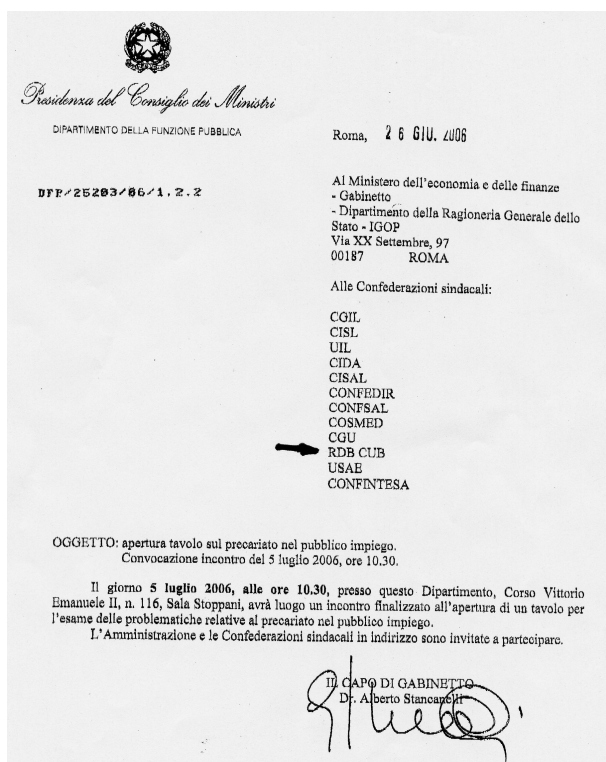 Presidenza del Consiglio dei Ministri
DIPARTIMENTO DELLA FUNZIONE PUBBLICA
Roma, 26 GIU. 2006
DFP/25203/06/1.2.2
Al Ministero dell'economia e delle finanze
- Gabinetto
- Dipartimento della Ragioneria Generale dello
Stato - IGOP
Via XX Settembre, 97
00187 ROMA
Alle Confederazioni sindacali:
CGIL
CISL
UIL
CIDA
CISAL
CONFEDIR
CONFSAL
COSMED
CGU
RDB CUB
USAE
CONFINTESA
OGGETTO: apertura tavolo sul precariato nel pubblico impiego.
Convocazione incontro del 5 luglio 2006, ore 10.30.
Il giorno 5 luglio 2006, alle ore 10.30, presso questo Dipartimento, Corso Vittorio
Emanuele II, n. 116, Sala Stoppani, avrà luogo un incontro finalizzato all'apertura di un tavolo per
l'esame delle problematiche relative al precariato nel pubblico impiego.
L'Amministrazione e le Confederazioni sindacali in indirizzo sono invitate a partecipare.
IL CAPO DI GABINETTO
Dr. Alberto Stancanelli